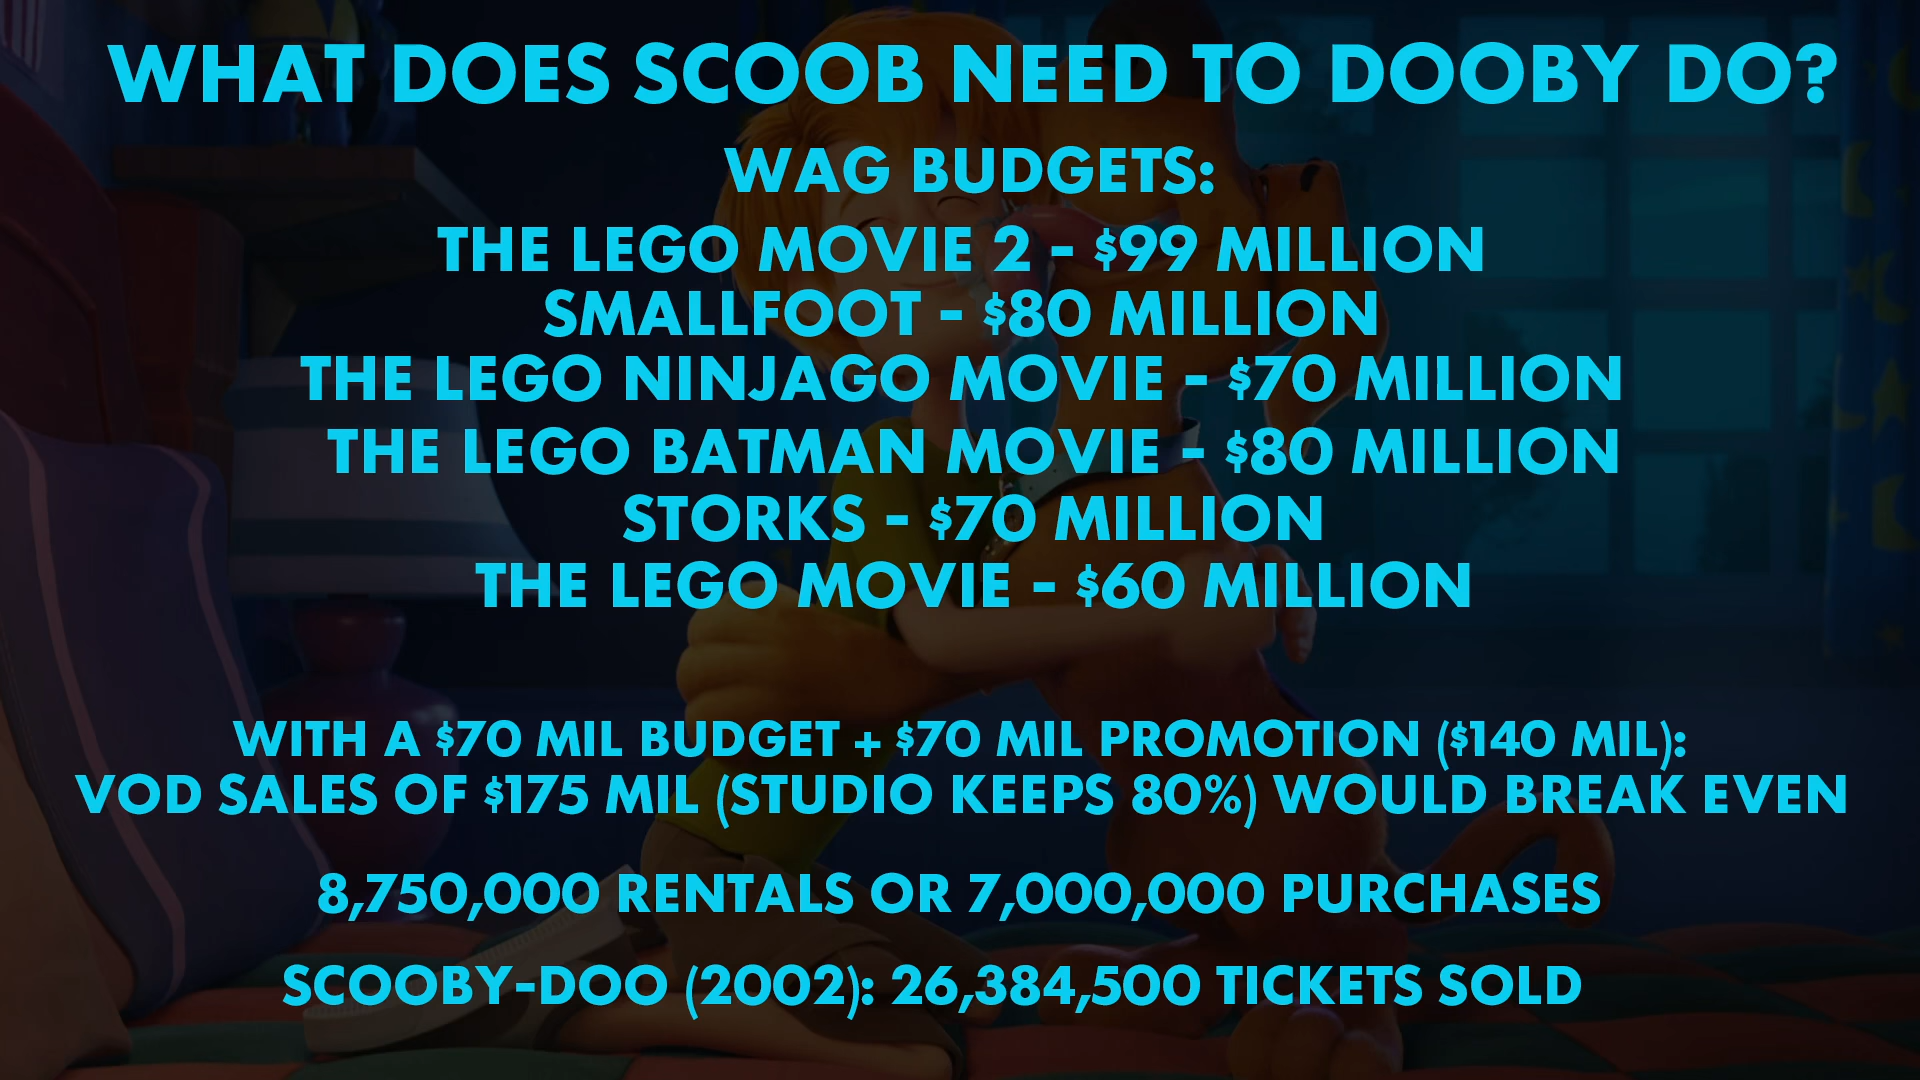 WHAT DOES SCOOB NEED TO DOOBY DO?
WAG BUDGETS:
THE LEGO MOVIE 2 - $99 MILLION
SMALLFOOT - $80 MILLION
THE LEGO NINJAGO MOVIE - $70 MILLION
THE LEGO BATMAN MOVIE - $80 MILLION
STORKS - $70 MILLION
THE LEGO MOVIE - $60 MILLION
WITH A $70 MIL BUDGET + $70 MIL PROMOTION ($140 MIL):
VOD SALES OF $175 MIL (STUDIO KEEPS 80%) WOULD BREAK EVEN
8,750,000 RENTALS OR 7,000,000 PURCHASES
SCOOBY-DOO (2002): 26,384,500 TICKETS SOLD